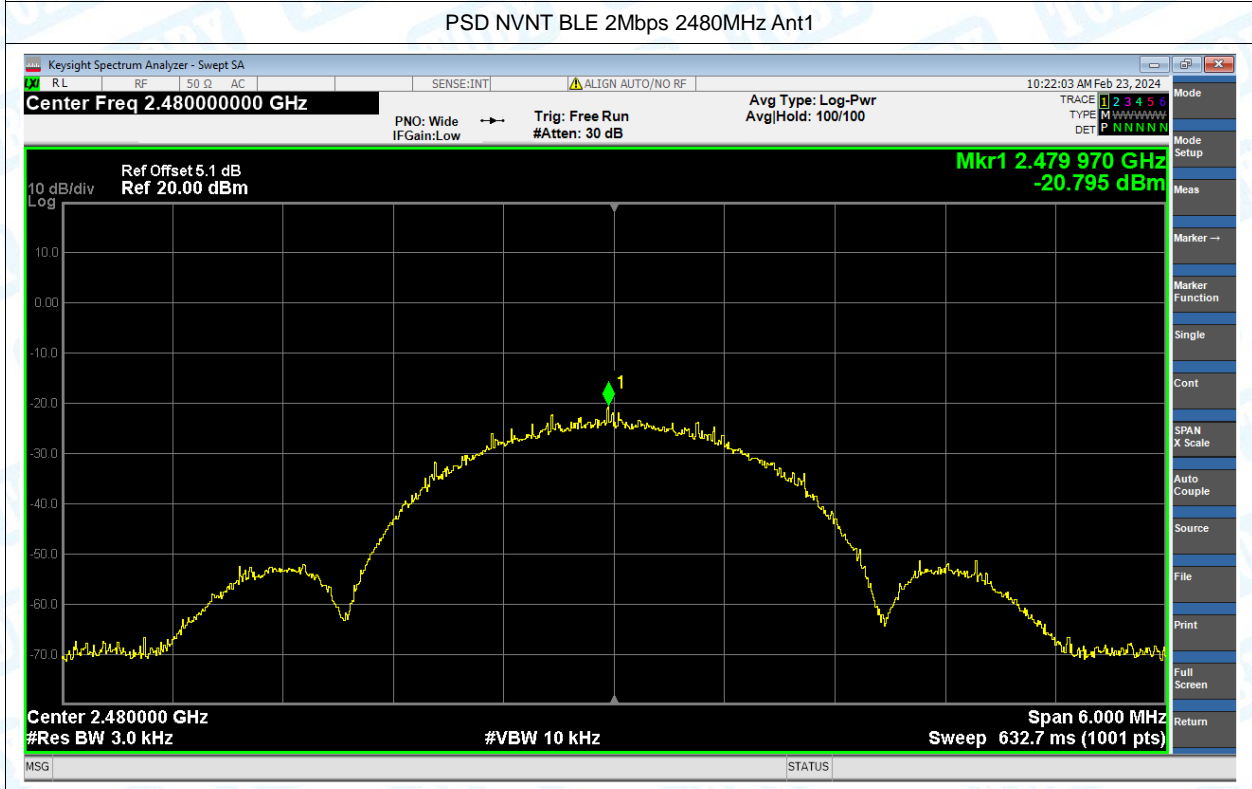 PSD NVNT BLE 2Mbps 2480MHz Ant1
Keysight Spectrum Analyzer - Swept SA
LXI RL RF 50 Ω AC SENSE:INT ALIGN AUTO/NO RF 10:22:03 AM Feb 23, 2024
Center Freq 2.480000000 GHz
PNO: Wide
IFGain:Low
Trig: Free Run
#Atten: 30 dB
Avg Type: Log-Pwr
Avg|Hold: 100/100
TRACE 1 2 3 4 5 6
TYPE M WWWWW
DET P N N N N N
Ref Offset 5.1 dB
10 dB/div Ref 20.00 dBm
Log
Mkr1 2.479 970 GHz
-20.795 dBm
10.0
0.00
-10.0
-20.0
-30.0
-40.0
-50.0
-60.0
-70.0
1
Center 2.480000 GHz
Span 6.000 MHz
#Res BW 3.0 kHz
#VBW 10 kHz
Sweep 632.7 ms (1001 pts)
MSG
STATUS
Mode
Mode
Setup
Meas
Marker →
Marker
Function
Single
Cont
SPAN
X Scale
Auto
Couple
Source
File
Print
Full
Screen
Return